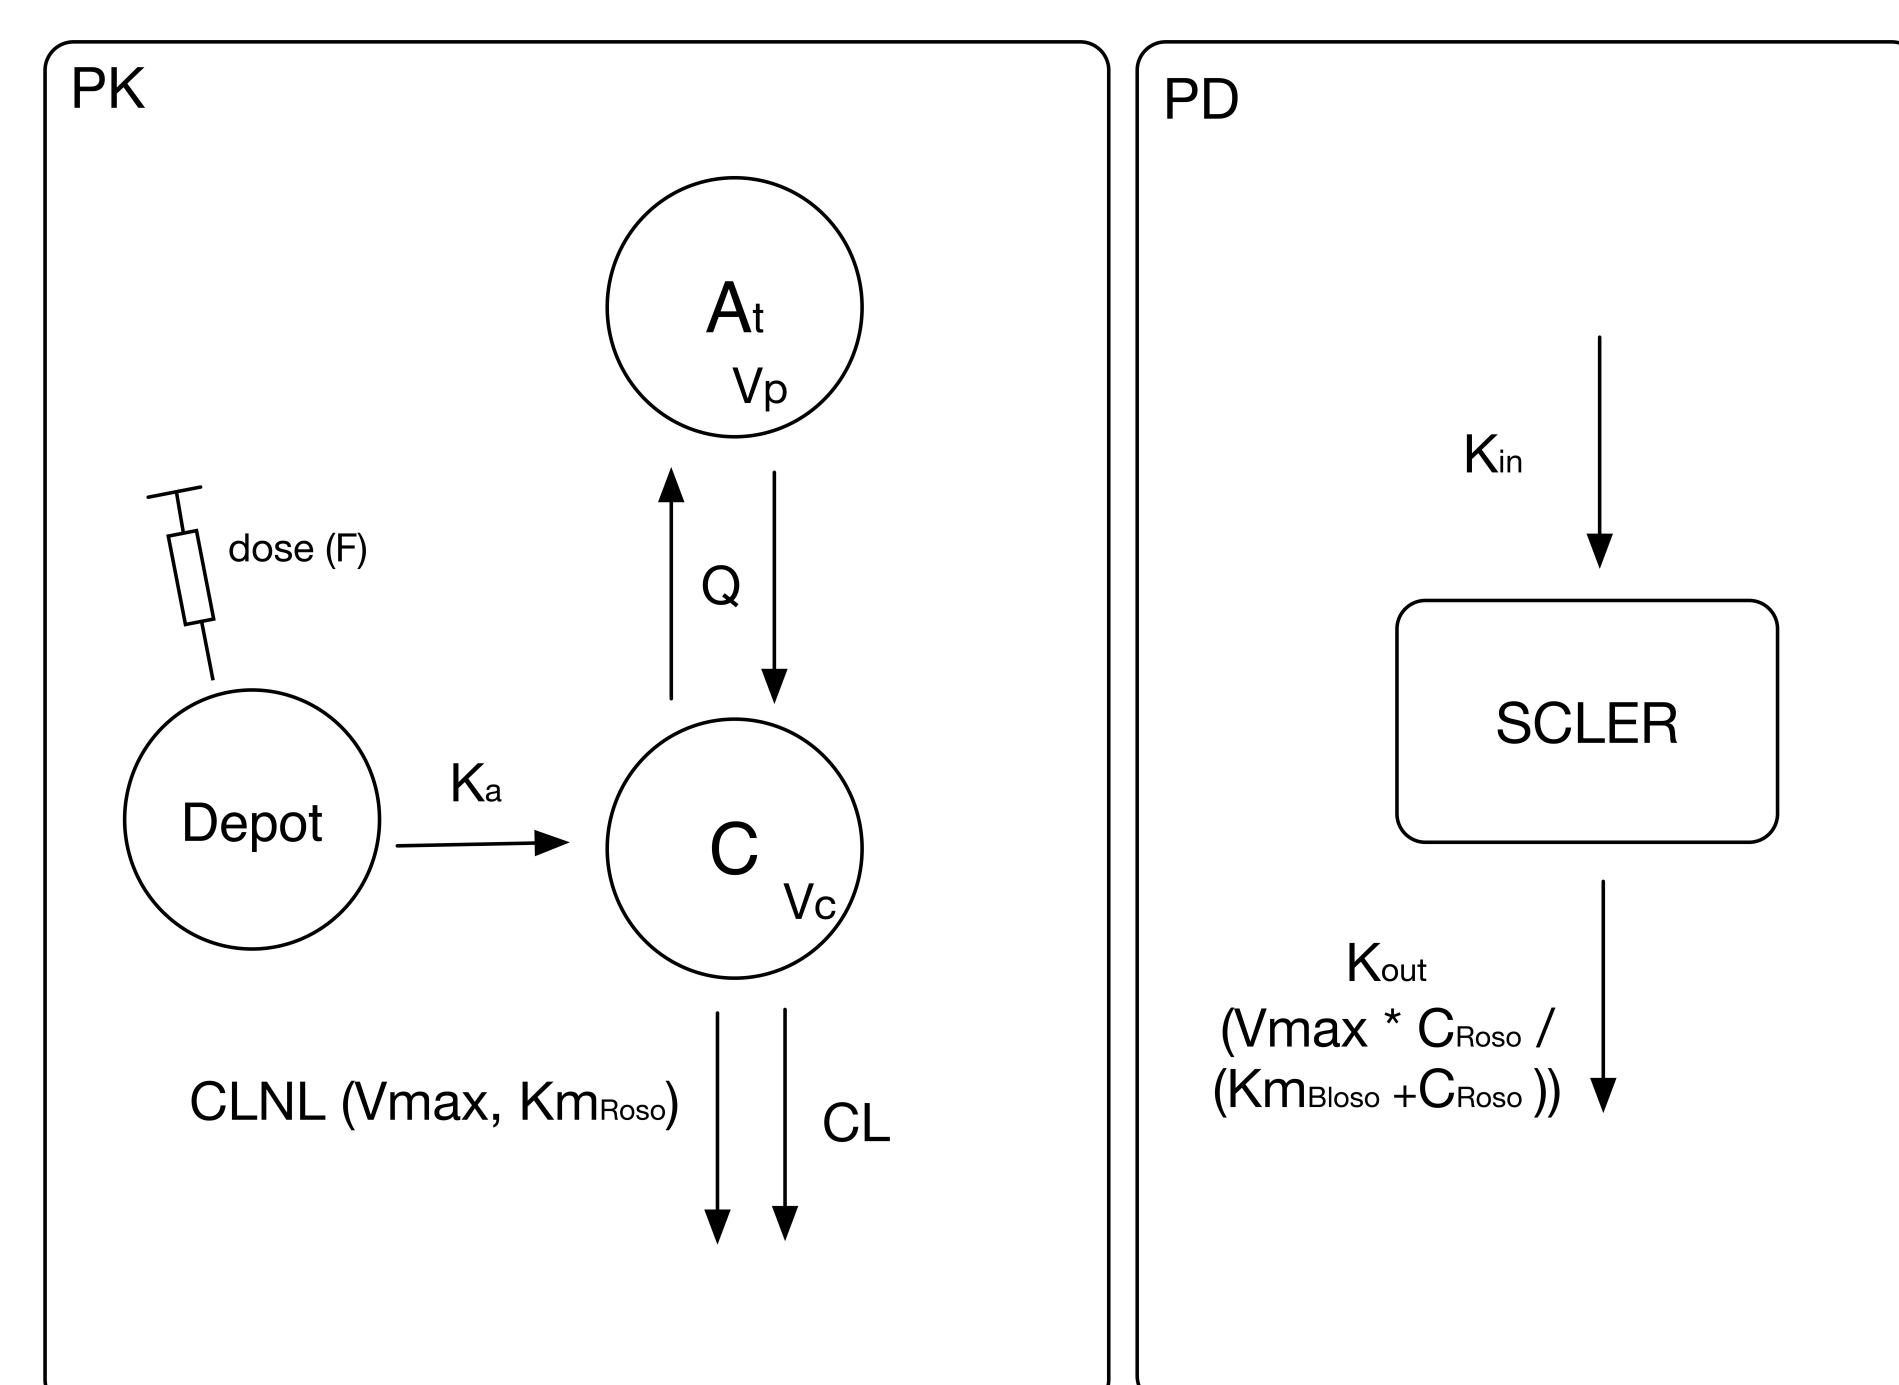 PK
At
Vp
dose (F)
Q
Depot
Ka
C
Vc
CLNL (Vmax, KmRoso)
CL
PD
Kin
SCLER
Kout
(Vmax * CRoso /
(KmBloso +CRoso ))